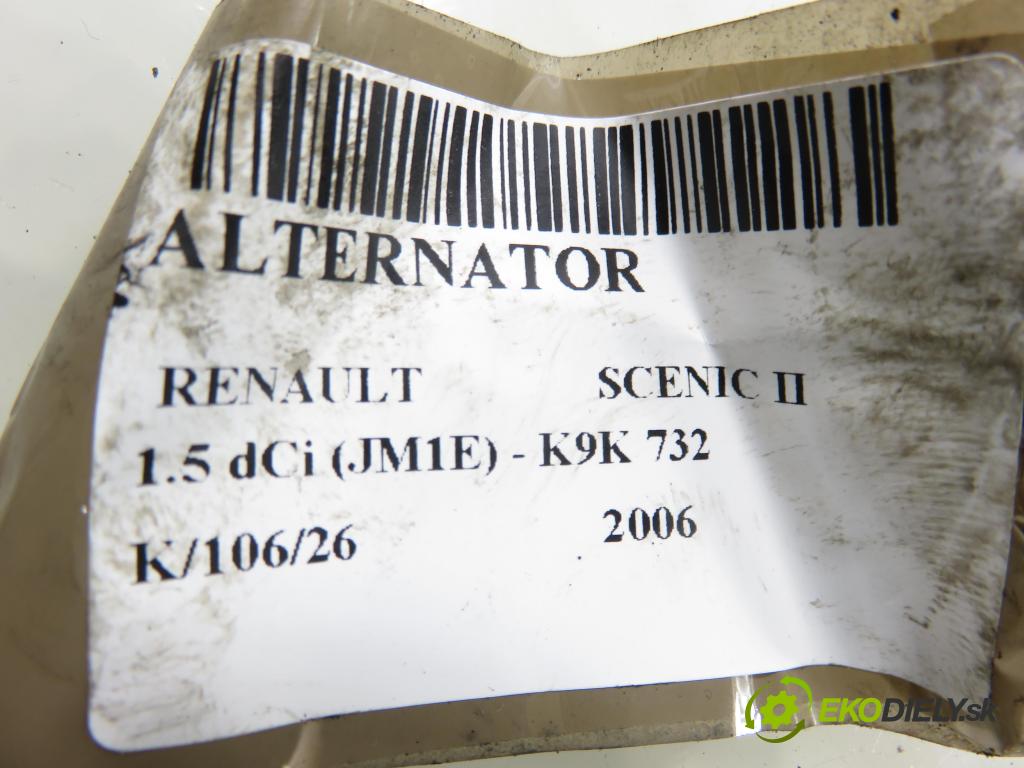 ALTERNATOR
RENAULT SCENIC II
1.5 dCi (JM1E) - K9K 732
K/106/26 2006
EKODIELY.sk